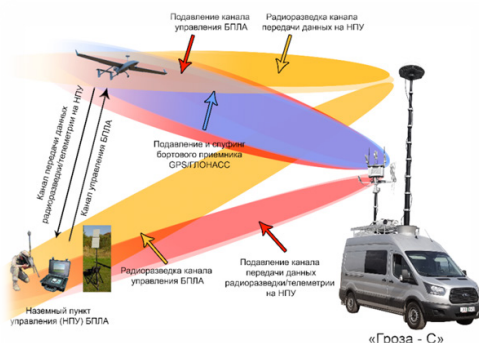 Подавление канала
управления БПЛА
Радиоразведка канала
передачи данных на НПУ
Подавление и спуфинг
бортового приемника
GPS/ГЛОНАСС
Канал передачи данных
радиоразведки/телеметрии на НПУ
Канал управления БПЛА
Радиоразведка канала
управления БПЛА
Подавление канала
передачи данных
радиоразведки/телеметрии
на НПУ
Наземный пункт
управления (НПУ) БПЛА
«Гроза - С»